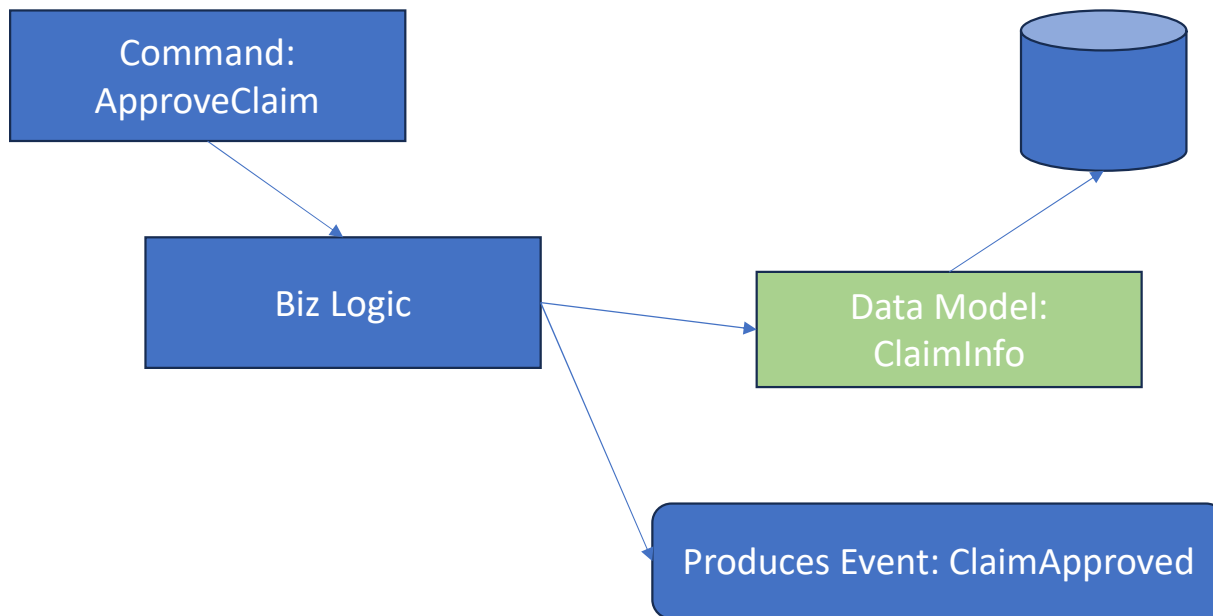 Command:
ApproveClaim
Biz Logic
Data Model:
ClaimInfo
Produces Event: ClaimApproved